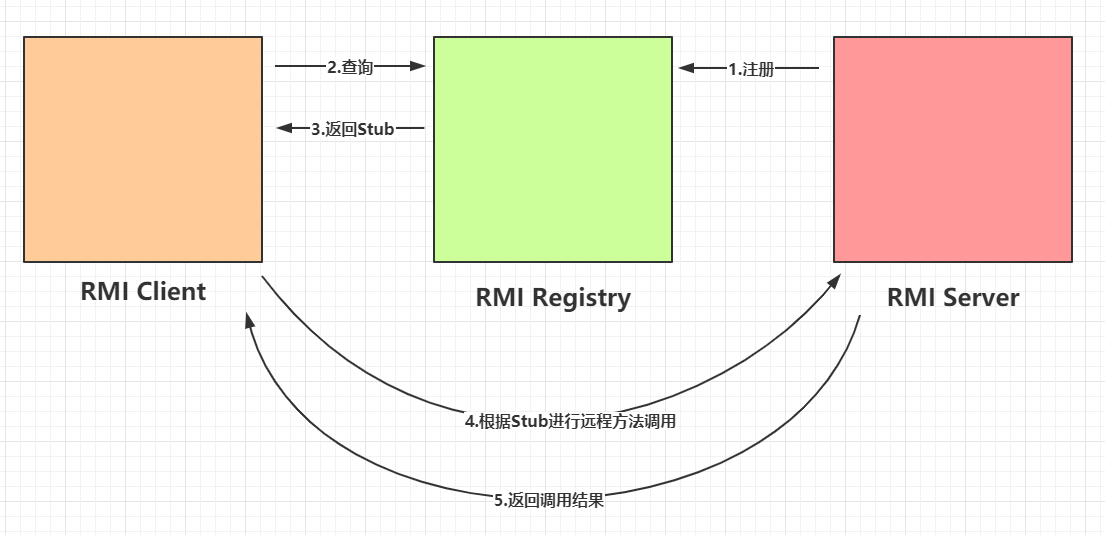 2.查询
1.注册
3.返回Stub
RMI Client
RMI Registry
RMI Server
4.根据Stub进行远程方法调用
5.返回调用结果